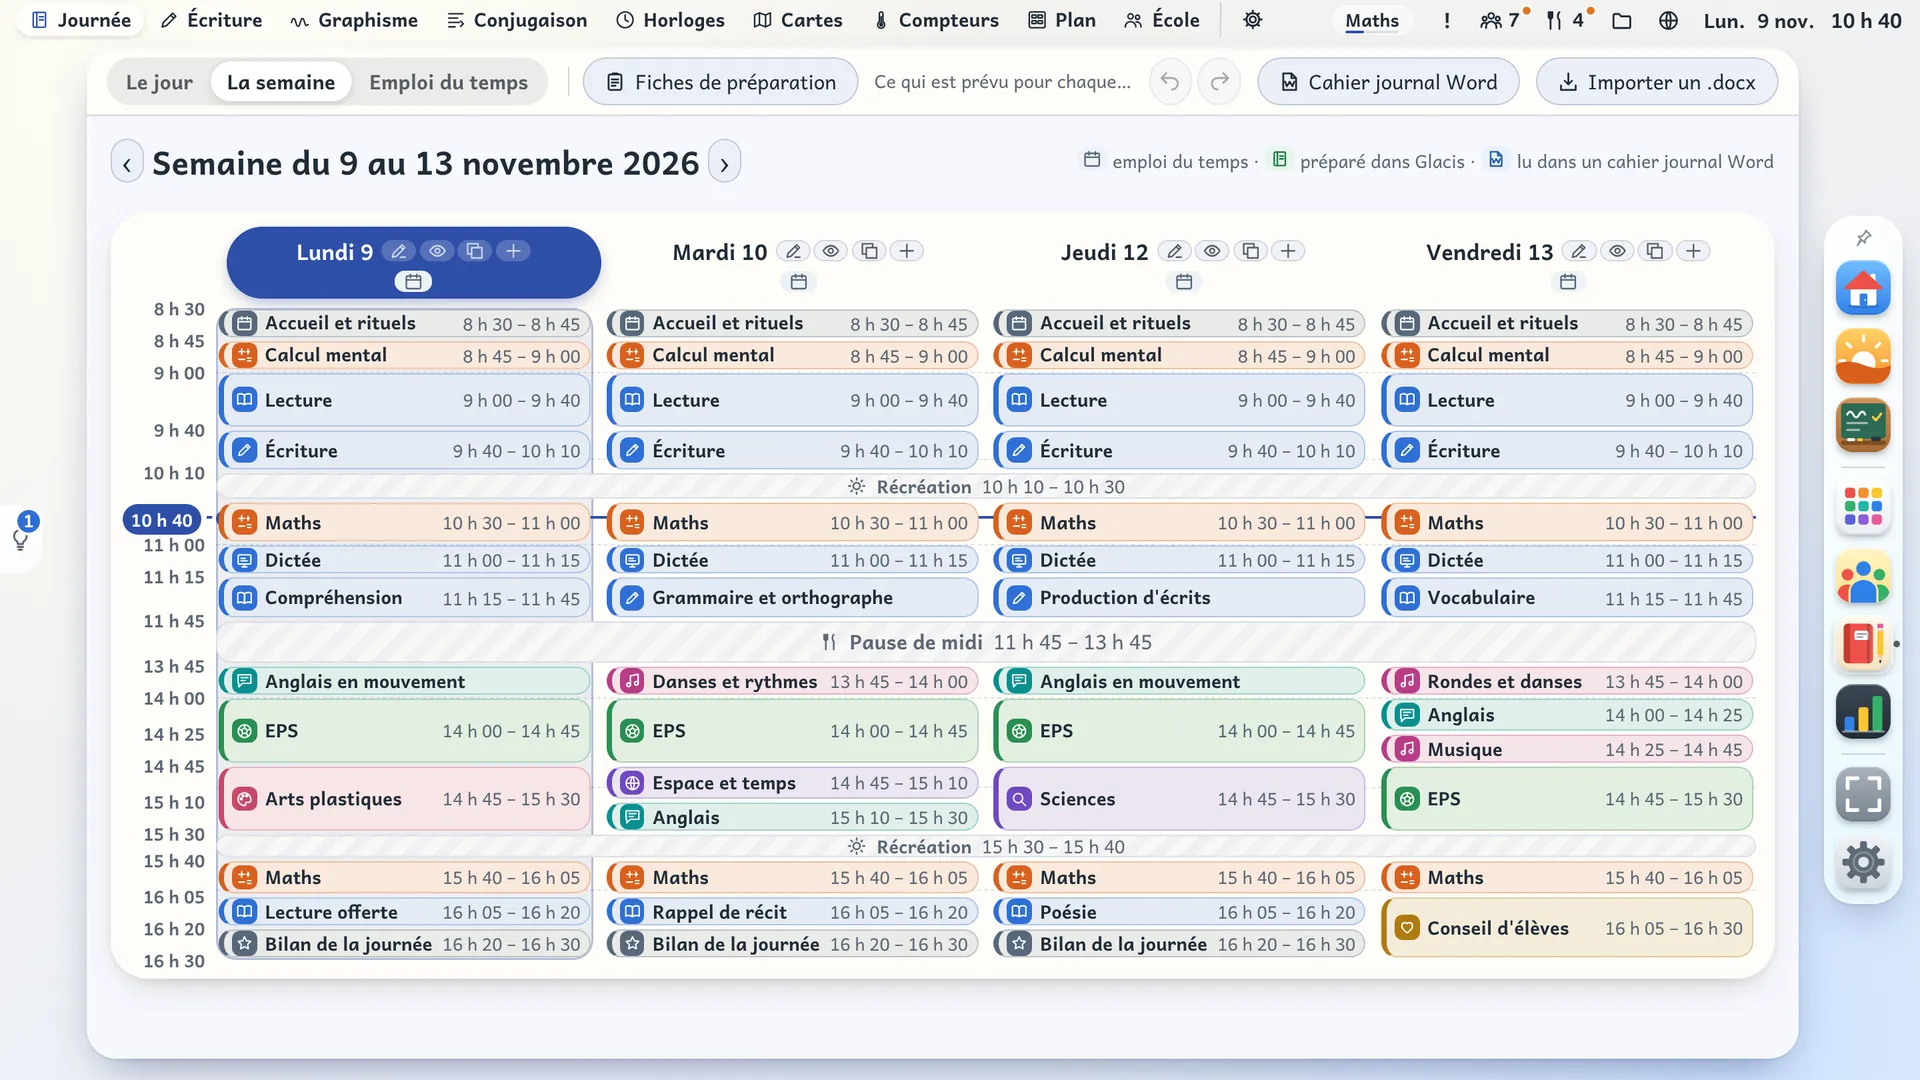 Journée Écriture Graphisme Conjugaison Horloges Cartes Compteurs Plan École Maths ! 7 4 Lun. 9 nov. 10 h 40
Le jour La semaine Emploi du temps Fiches de préparation Ce qui est prévu pour chaque... Cahier journal Word Importer un .docx
‹ Semaine du 9 au 13 novembre 2026 › emploi du temps · préparé dans Glacis · lu dans un cahier journal Word
Lundi 9 Mardi 10 Jeudi 12 Vendredi 13
8 h 30 Accueil et rituels 8 h 30 – 8 h 45 Accueil et rituels 8 h 30 – 8 h 45 Accueil et rituels 8 h 30 – 8 h 45 Accueil et rituels 8 h 30 – 8 h 45
8 h 45 Calcul mental 8 h 45 – 9 h 00 Calcul mental 8 h 45 – 9 h 00 Calcul mental 8 h 45 – 9 h 00 Calcul mental 8 h 45 – 9 h 00
9 h 00
Lecture 9 h 00 – 9 h 40 Lecture 9 h 00 – 9 h 40 Lecture 9 h 00 – 9 h 40 Lecture 9 h 00 – 9 h 40
9 h 40
Écriture 9 h 40 – 10 h 10 Écriture 9 h 40 – 10 h 10 Écriture 9 h 40 – 10 h 10 Écriture 9 h 40 – 10 h 10
10 h 10
Récréation 10 h 10 – 10 h 30
10 h 40 Maths 10 h 30 – 11 h 00 Maths 10 h 30 – 11 h 00 Maths 10 h 30 – 11 h 00 Maths 10 h 30 – 11 h 00
1
11 h 00
Dictée 11 h 00 – 11 h 15 Dictée 11 h 00 – 11 h 15 Dictée 11 h 00 – 11 h 15 Dictée 11 h 00 – 11 h 15
11 h 15
Compréhension 11 h 15 – 11 h 45 Grammaire et orthographe Production d'écrits Vocabulaire 11 h 15 – 11 h 45
11 h 45
Pause de midi 11 h 45 – 13 h 45
13 h 45
Anglais en mouvement Danses et rythmes 13 h 45 – 14 h 00 Anglais en mouvement Rondes et danses 13 h 45 – 14 h 00
14 h 00
Anglais 14 h 00 – 14 h 25
14 h 25 EPS 14 h 00 – 14 h 45 EPS 14 h 00 – 14 h 45 EPS 14 h 00 – 14 h 45
Musique 14 h 25 – 14 h 45
14 h 45
Espace et temps 14 h 45 – 15 h 10
15 h 10 Arts plastiques 14 h 45 – 15 h 30 Sciences 14 h 45 – 15 h 30 EPS 14 h 45 – 15 h 30
Anglais 15 h 10 – 15 h 30
15 h 30
Récréation 15 h 30 – 15 h 40
15 h 40
Maths 15 h 40 – 16 h 05 Maths 15 h 40 – 16 h 05 Maths 15 h 40 – 16 h 05 Maths 15 h 40 – 16 h 05
16 h 05
Lecture offerte 16 h 05 – 16 h 20 Rappel de récit 16 h 05 – 16 h 20 Poésie 16 h 05 – 16 h 20
16 h 20 Conseil d'élèves 16 h 05 – 16 h 30
Bilan de la journée 16 h 20 – 16 h 30 Bilan de la journée 16 h 20 – 16 h 30 Bilan de la journée 16 h 20 – 16 h 30
16 h 30